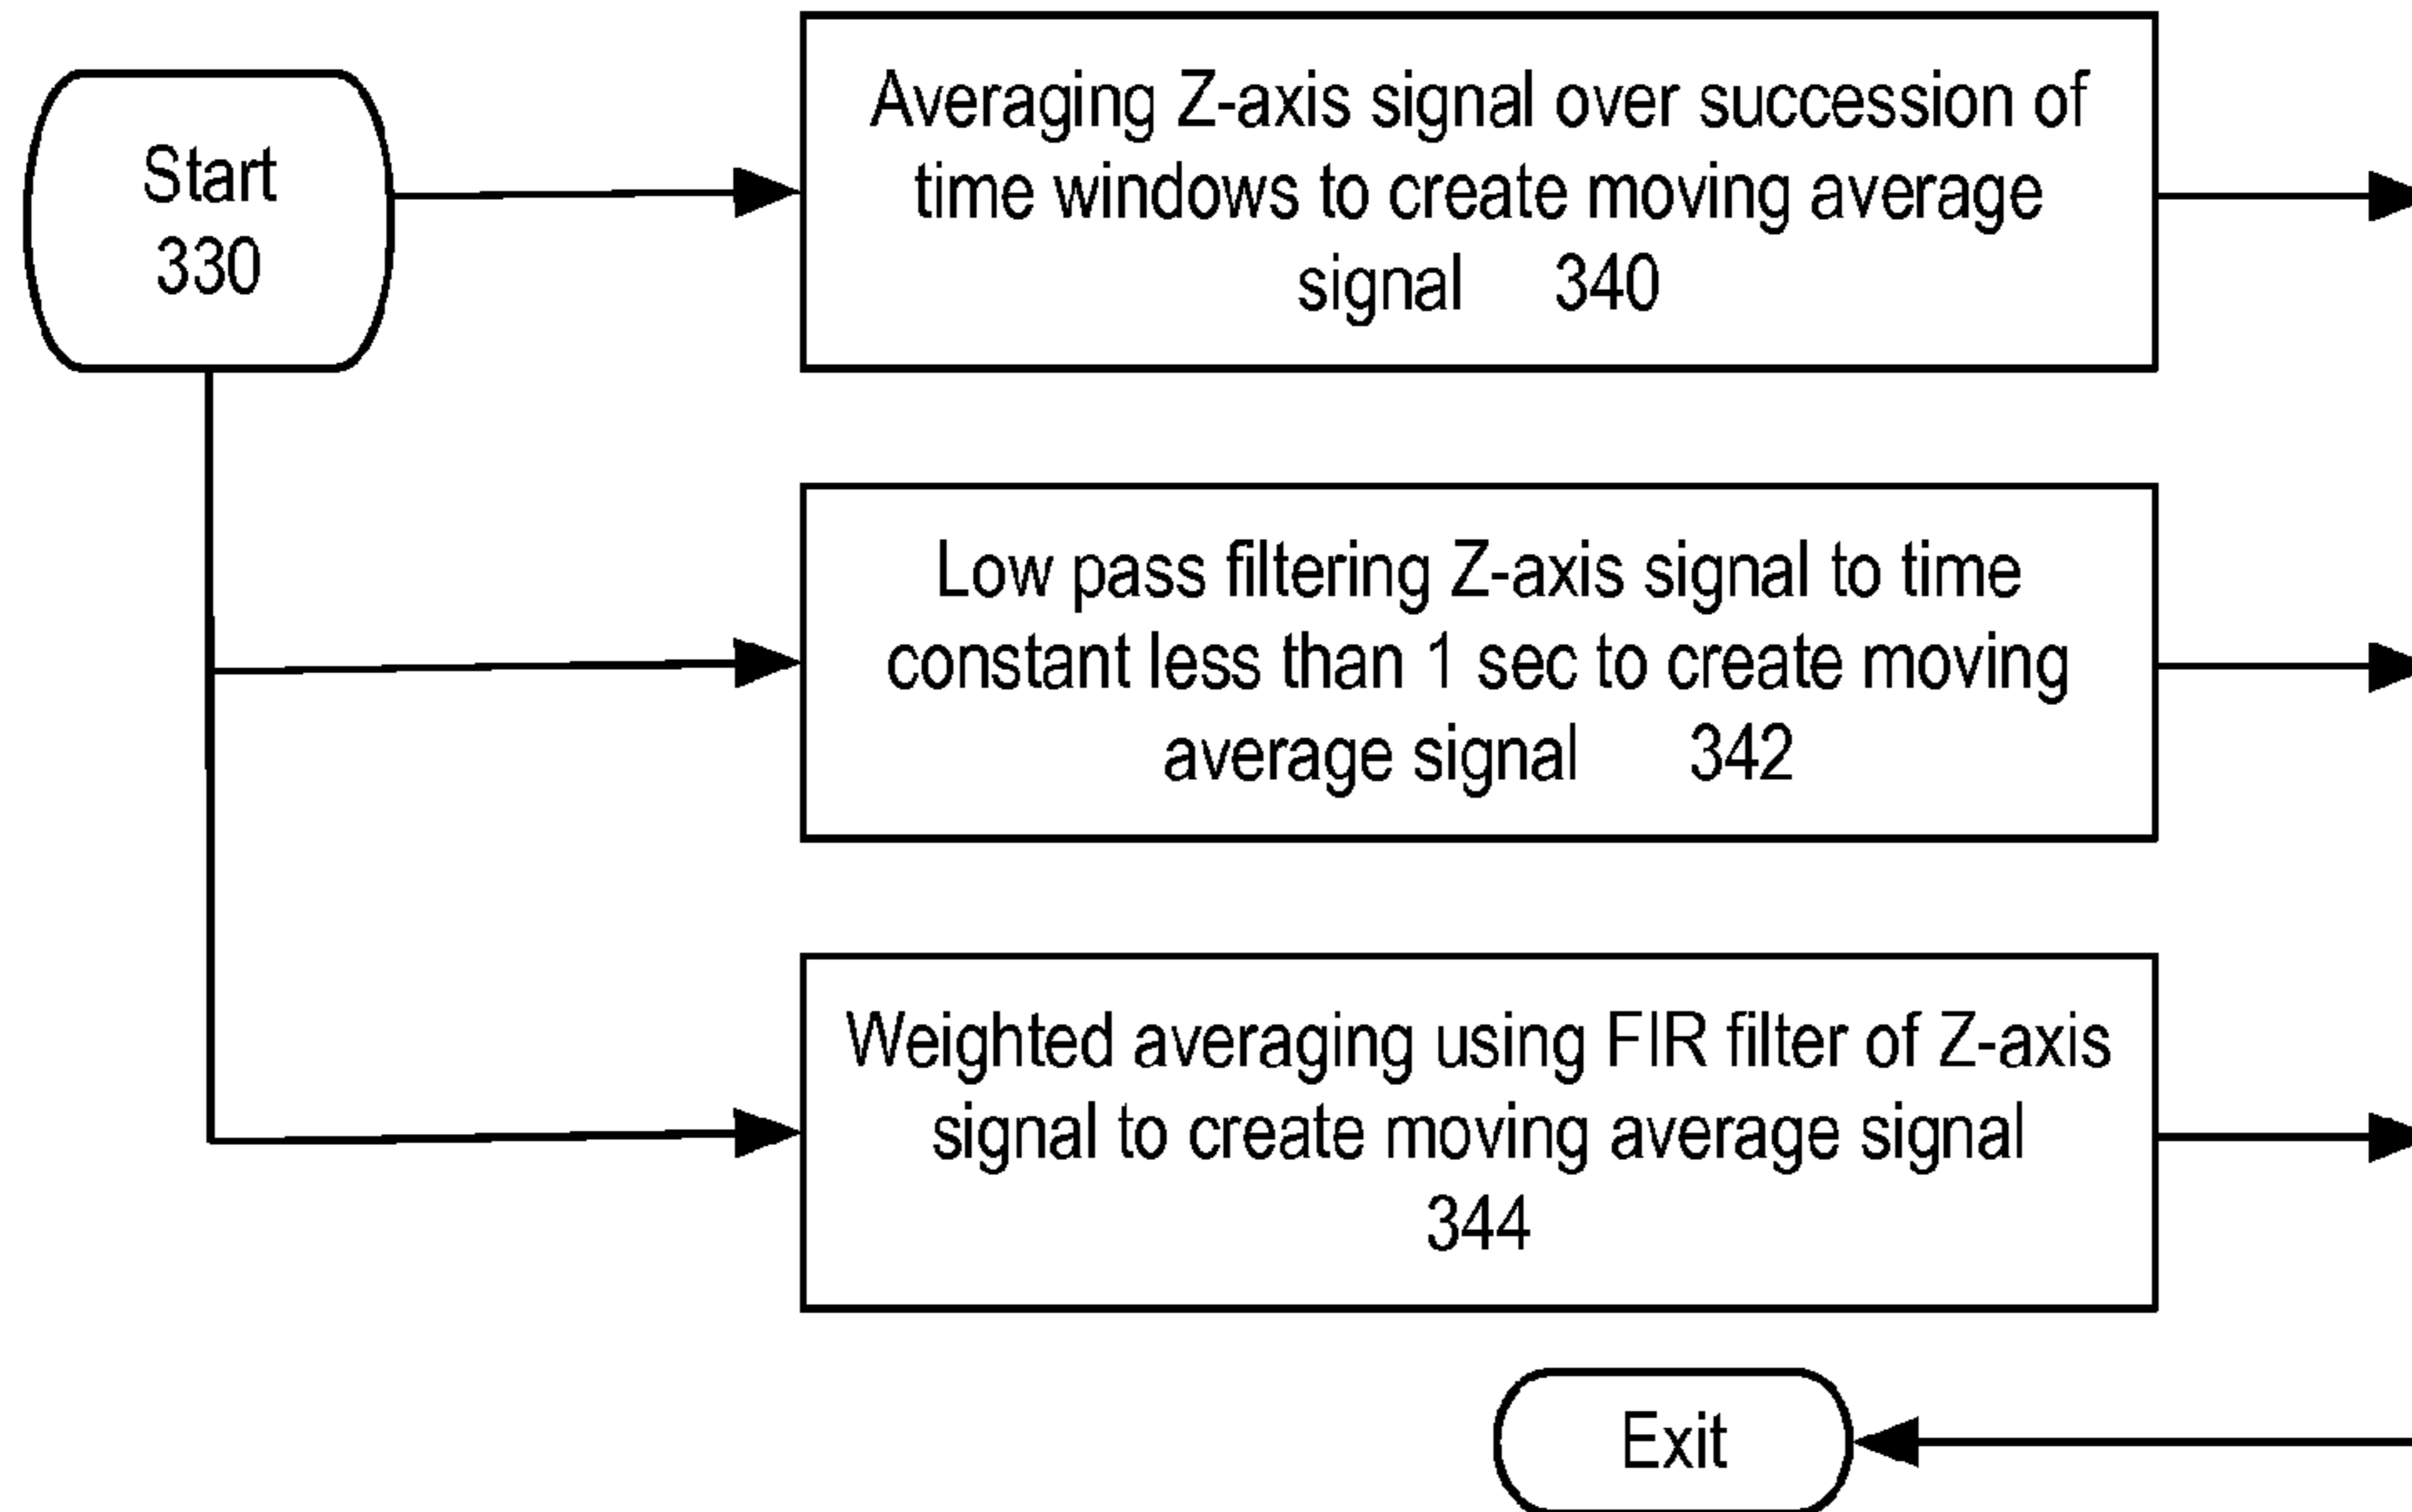 Start
330
Averaging Z-axis signal over succession of
time windows to create moving average
signal 340
Low pass filtering Z-axis signal to time
constant less than 1 sec to create moving
average signal 342
Weighted averaging using FIR filter of Z-axis
signal to create moving average signal
344
Exit